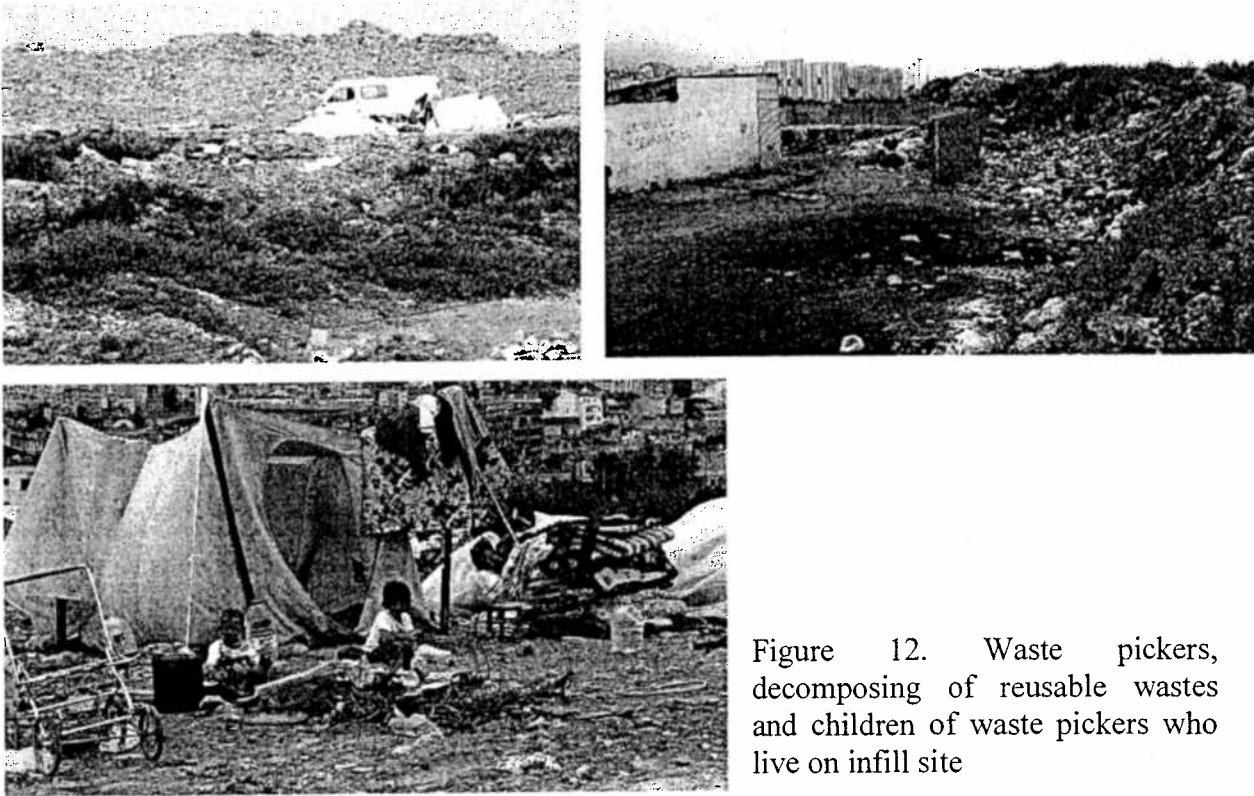 Figure 12. Waste pickers,
decomposing of reusable wastes
and children of waste pickers who
live on infill site